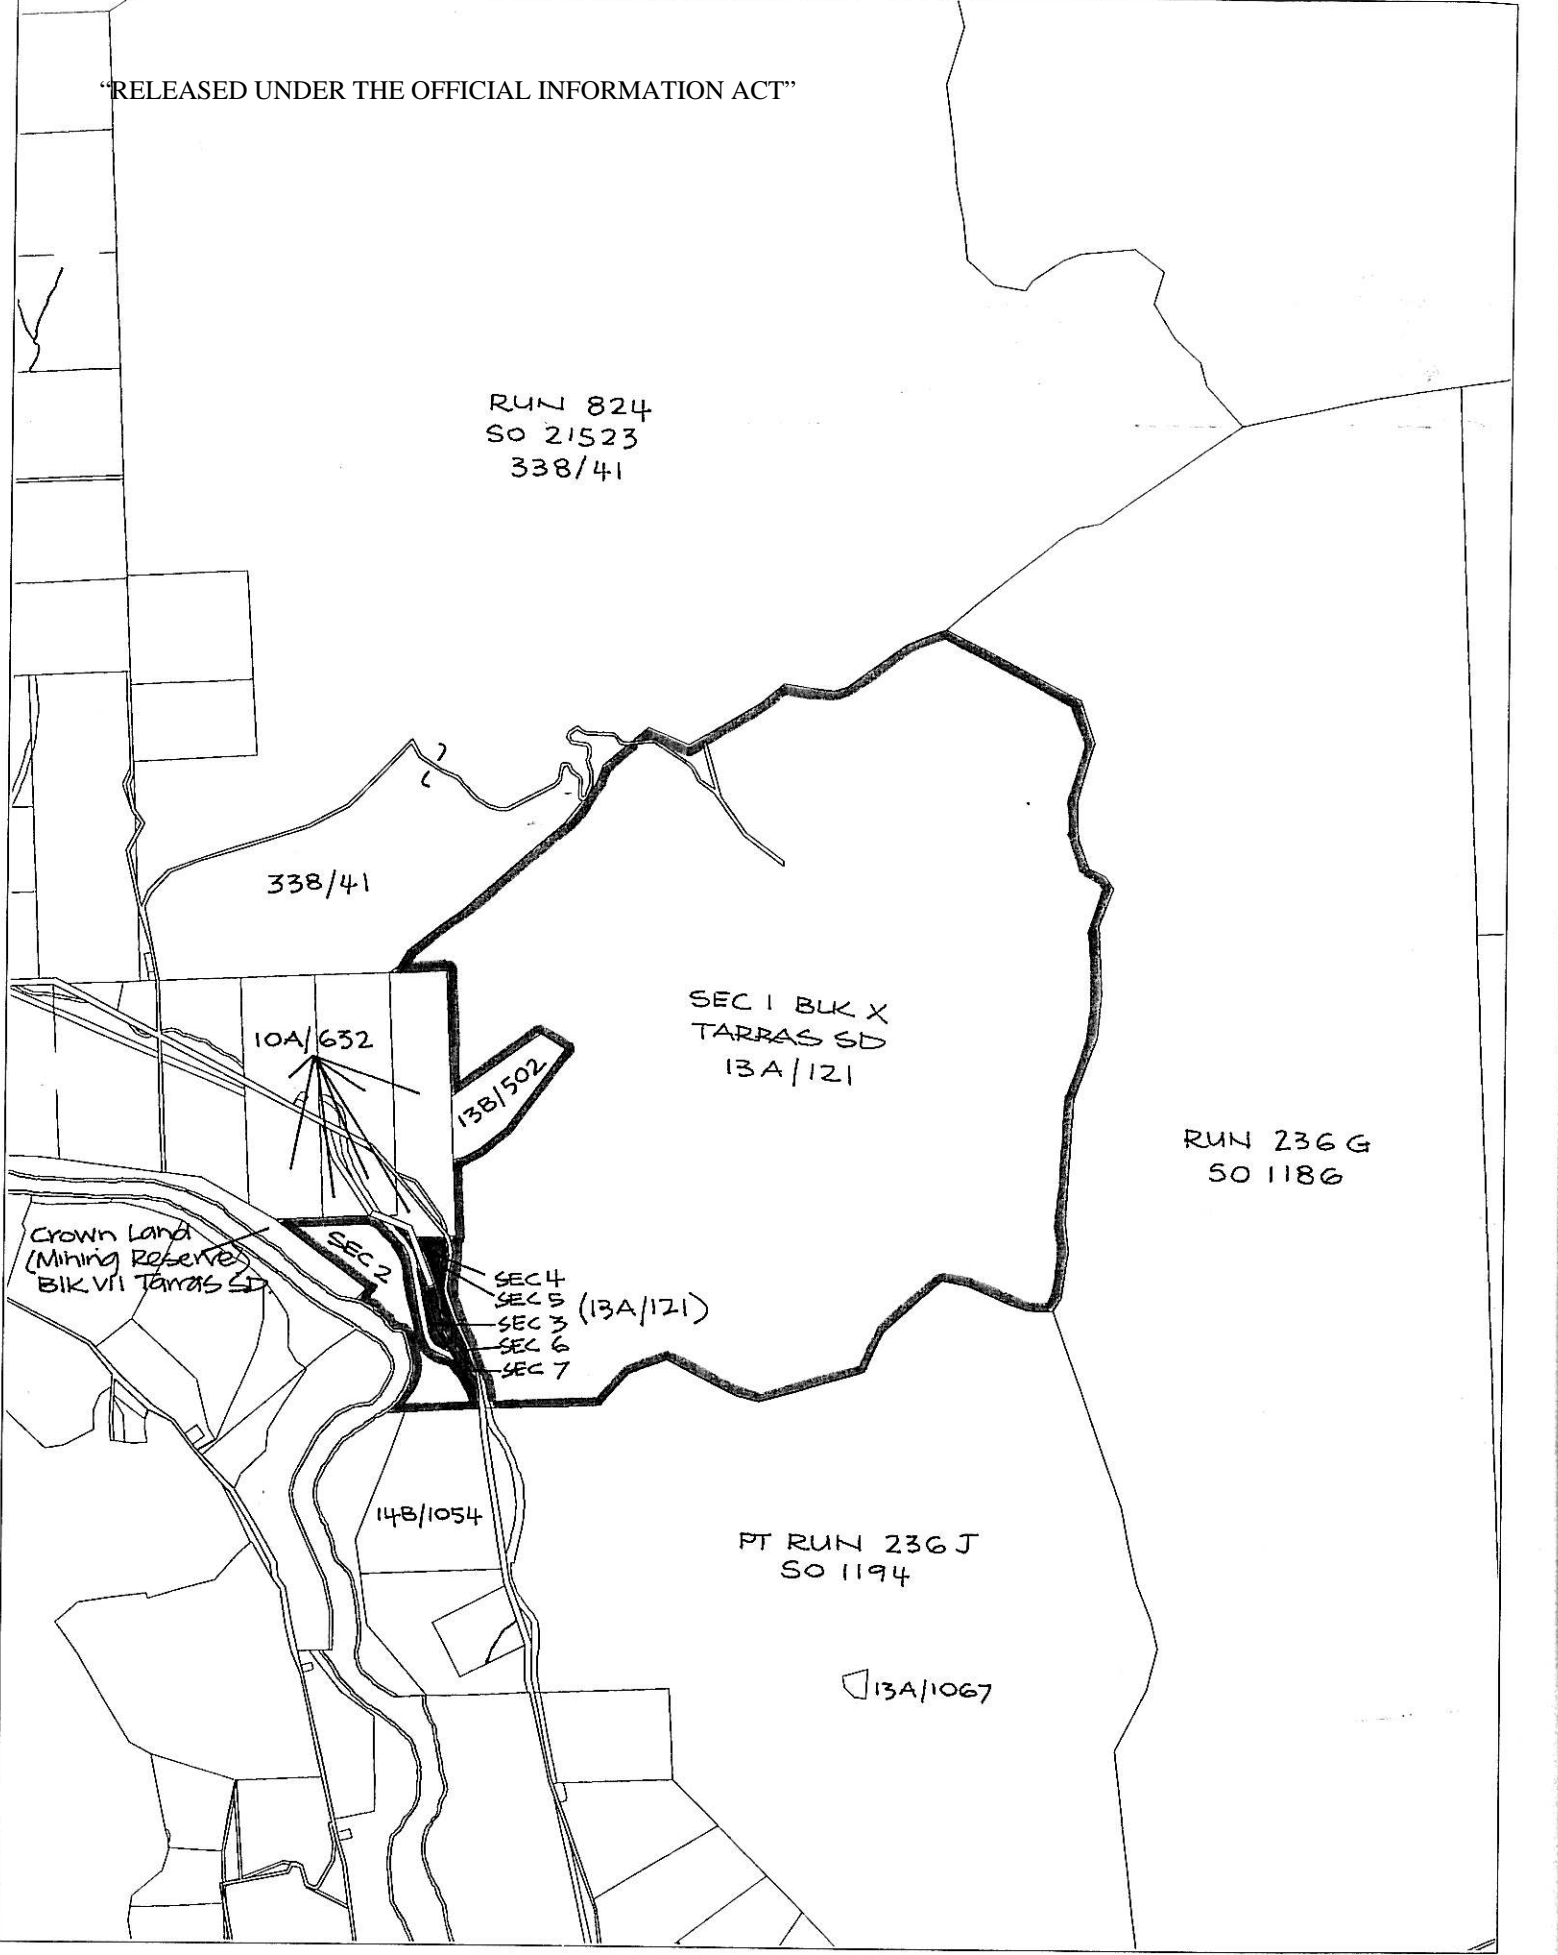 “RELEASED UNDER THE OFFICIAL INFORMATION ACT”
RUN 824
SO 21523
338/41
338/41
10A/632
13B/502
SEC 1 BLK X
TARRAS SD
13A/121
RUN 236 G
SO 1186
Crown Land
(Mining Reserve)
Blk VII Tarras SD.
SEC 2
SEC 4
SEC 5
(13A/121)
SEC 3
SEC 6
SEC 7
14B/1054
PT RUN 236 J
SO 1194
13A/1067